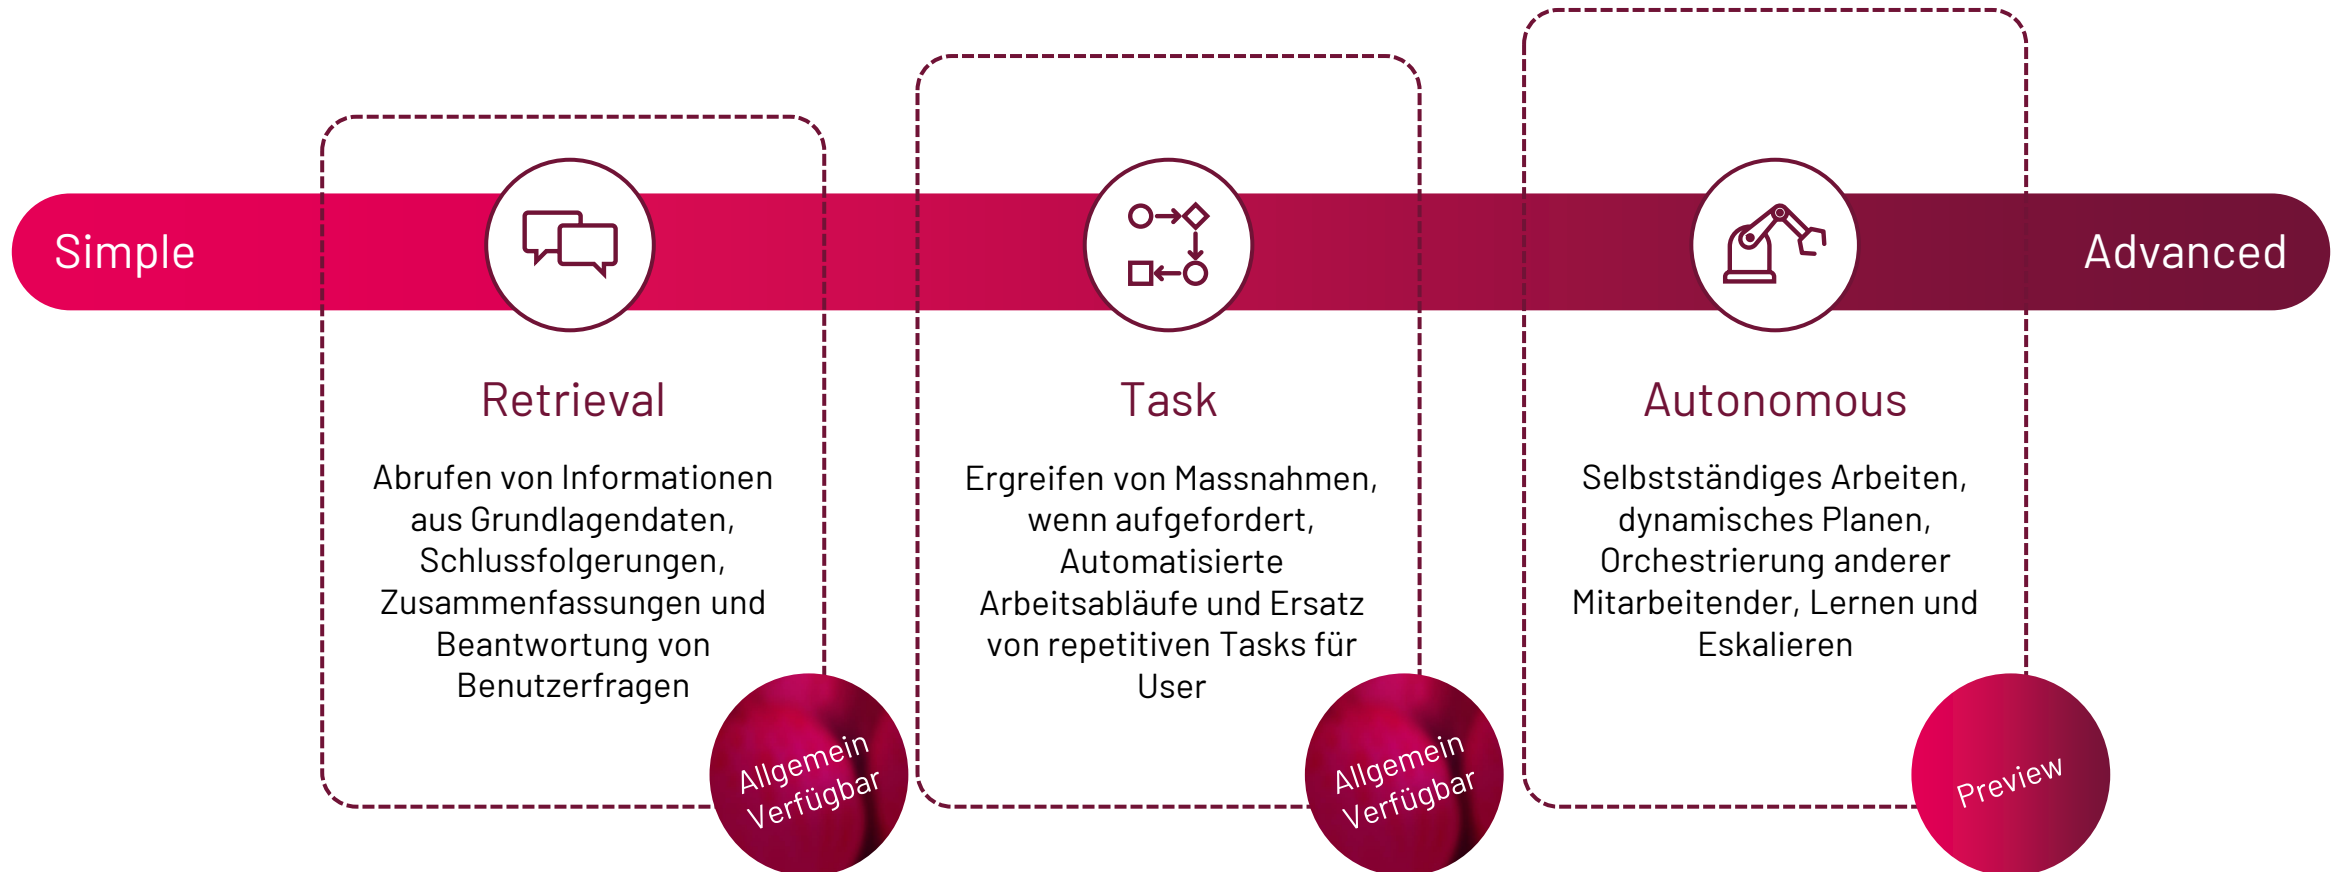 Simple
Advanced
Retrieval
Abrufen von Informationen
aus Grundlagendaten,
Schlussfolgerungen,
Zusammenfassungen und
Beantwortung von
Benutzerfragen
Allgemein
Verfügbar
Task
Ergreifen von Massnahmen,
wenn aufgefordert,
Automatisierte
Arbeitsabläufe und Ersatz
von repetitiven Tasks für
User
Allgemein
Verfügbar
Autonomous
Selbstständiges Arbeiten,
dynamisches Planen,
Orchestrierung anderer
Mitarbeitender, Lernen und
Eskalieren
Preview